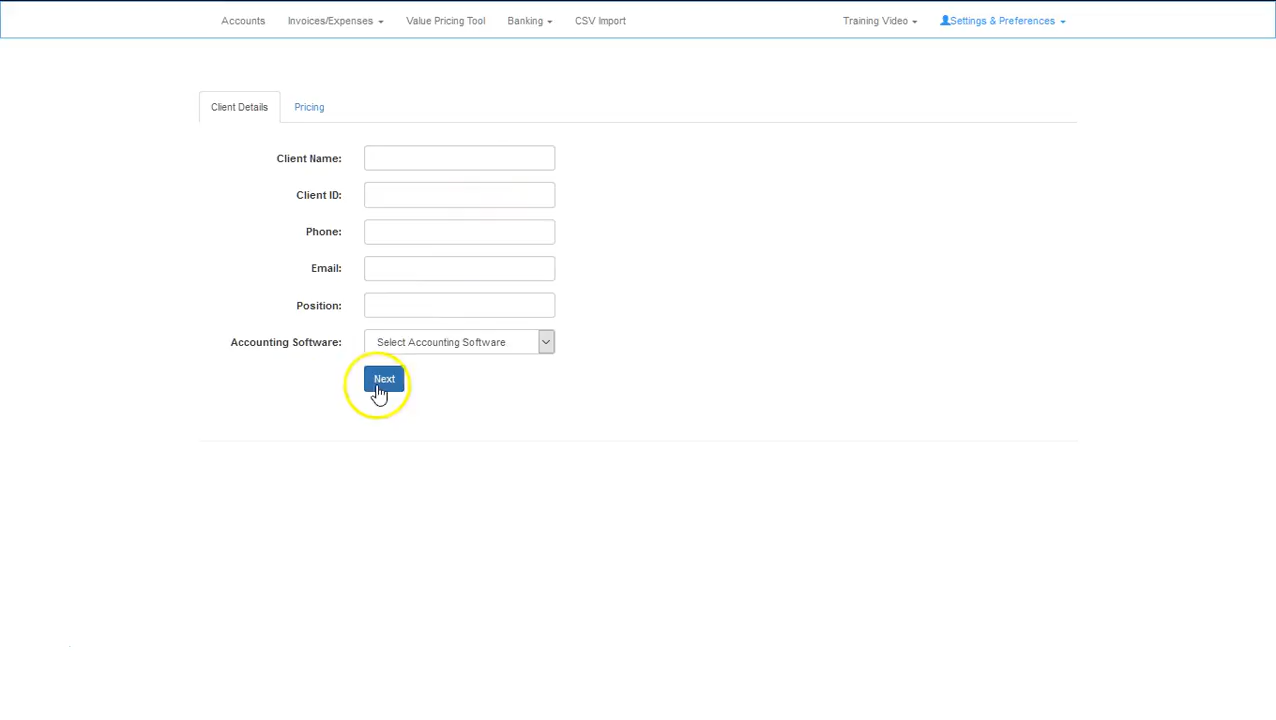 Accounts Invoices/Expenses Value Pricing Tool Banking CSV Import Training Video Settings & Preferences
Client Details Pricing
Client Name:
Client ID:
Phone:
Email:
Position:
Accounting Software: Select Accounting Software
Next